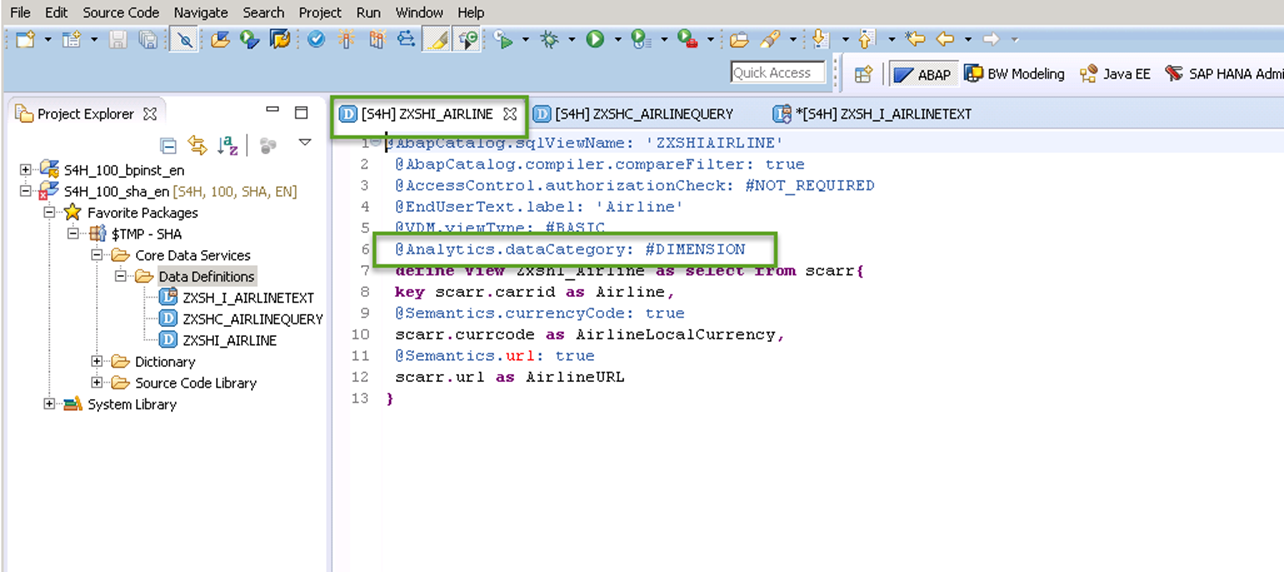 File Edit Source Code Navigate Search Project Run Window Help
Quick Access
ABAP BW Modeling Java EE SAP HANA Admi
Project Explorer
[S4H] ZXSHI_AIRLINE [S4H] ZXSHC_AIRLINEQUERY *[S4H] ZXSH_I_AIRLINETEXT
S4H_100_bpinst_en
S4H_100_sha_en [S4H, 100, SHA, EN]
Favorite Packages
$TMP - SHA
Core Data Services
Data Definitions
ZXSH_I_AIRLINETEXT
ZXSHC_AIRLINEQUERY
ZXSHI_AIRLINE
Dictionary
Source Code Library
System Library
1 @AbapCatalog.sqlViewName: 'ZXSHIAIRLINE'
2 @AbapCatalog.compiler.compareFilter: true
3 @AccessControl.authorizationCheck: #NOT_REQUIRED
4 @EndUserText.label: 'Airline'
5 @VDM.viewType: #BASIC
6 @Analytics.dataCategory: #DIMENSION
7 define view Zxshi_Airline as select from scarr{
8 key scarr.carrid as Airline,
9 @Semantics.currencyCode: true
10 scarr.currcode as AirlineLocalCurrency,
11 @Semantics.url: true
12 scarr.url as AirlineURL
13 }